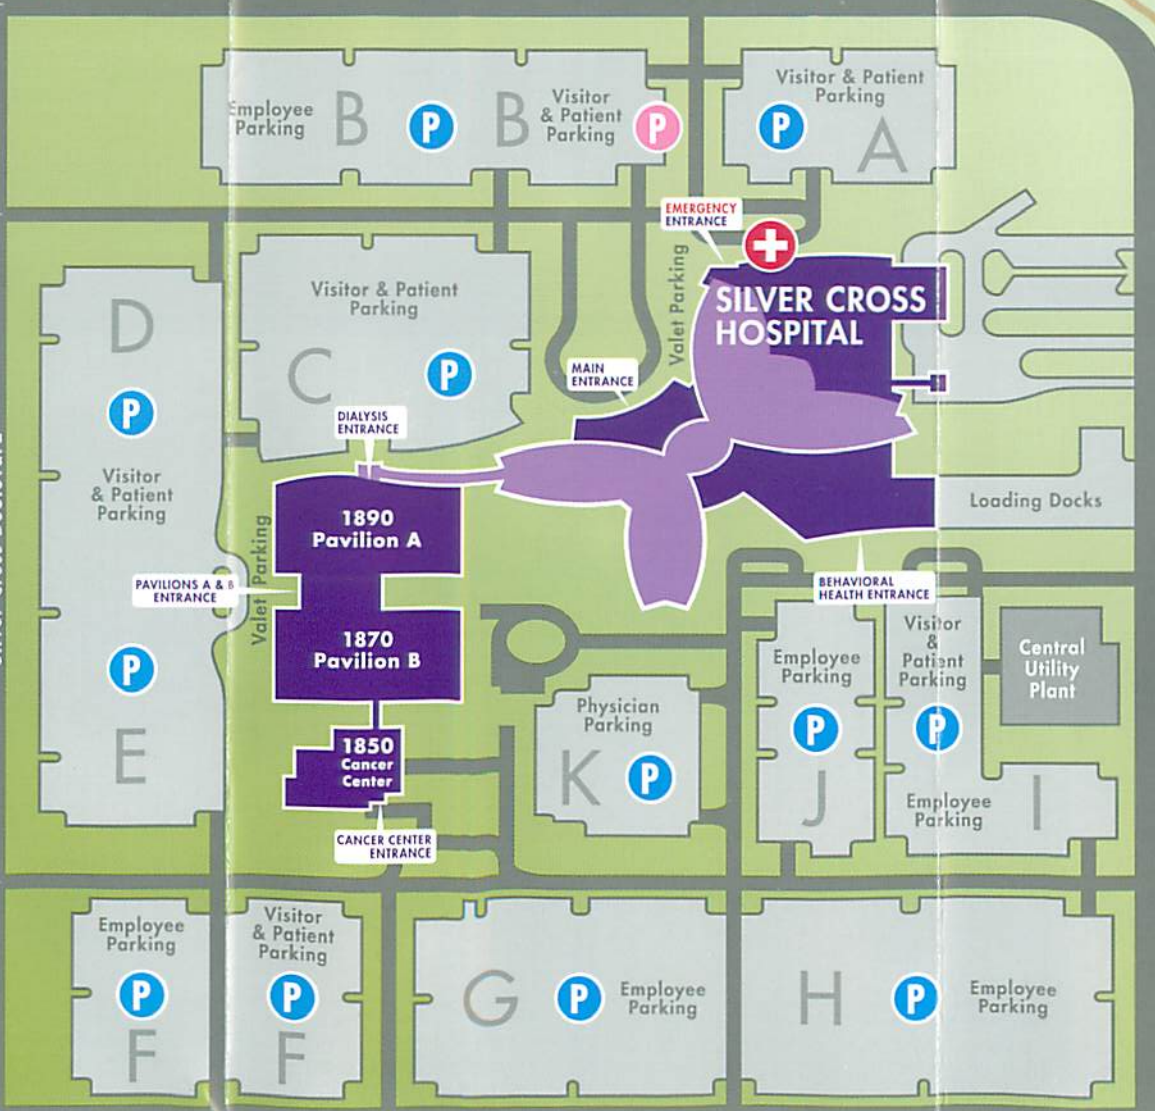 Employee
Parking
B
P
B
Visitor
& Patient
Parking
P
Visitor & Patient
Parking
P
A
EMERGENCY
ENTRANCE
Valet Parking
SILVER CROSS
HOSPITAL
D
P
Visitor
& Patient
Parking
P
E
Visitor & Patient
Parking
C
P
MAIN
ENTRANCE
DIALYSIS
ENTRANCE
1890
Pavilion A
PAVILIONS A & B
ENTRANCE
Valet Parking
1870
Pavilion B
1850
Cancer
Center
CANCER CENTER
ENTRANCE
Loading Docks
BEHAVIORAL
HEALTH ENTRANCE
Physician
Parking
K
P
Employee
Parking
P
J
Visitor
&
Patient
Parking
P
Employee
Parking
I
Central
Utility
Plant
Employee
Parking
P
F
Visitor
& Patient
Parking
P
F
G
P
Employee
Parking
H
P
Employee
Parking